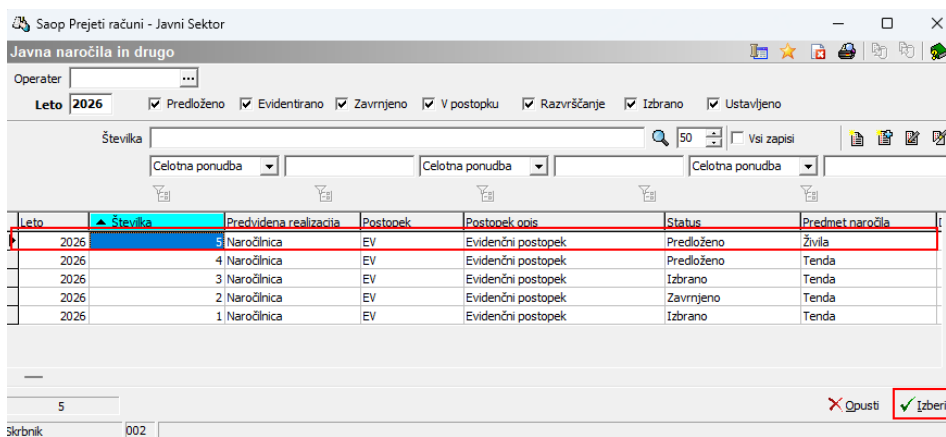 Saop Prejeti računi - Javni Sektor
Javna naročila in drugo
Operater
Leto 2026 Predloženo Evidentirano Zavrnjeno V postopku Razvrščanje Izbrano Ustavljeno
Številka 50 Vsi zapisi
Celotna ponudba Celotna ponudba Celotna ponudba
Leto Številka Predvidena realizacija Postopek Postopek opis Status Predmet naročila
2026 5 Naročilnica EV Evidenčni postopek Predloženo Živila
2026 4 Naročilnica EV Evidenčni postopek Predloženo Tenda
2026 3 Naročilnica EV Evidenčni postopek Izbrano Tenda
2026 2 Naročilnica EV Evidenčni postopek Zavrnjeno Tenda
2026 1 Naročilnica EV Evidenčni postopek Izbrano Tenda
5 Opusti Izberi
Skrbnik 002